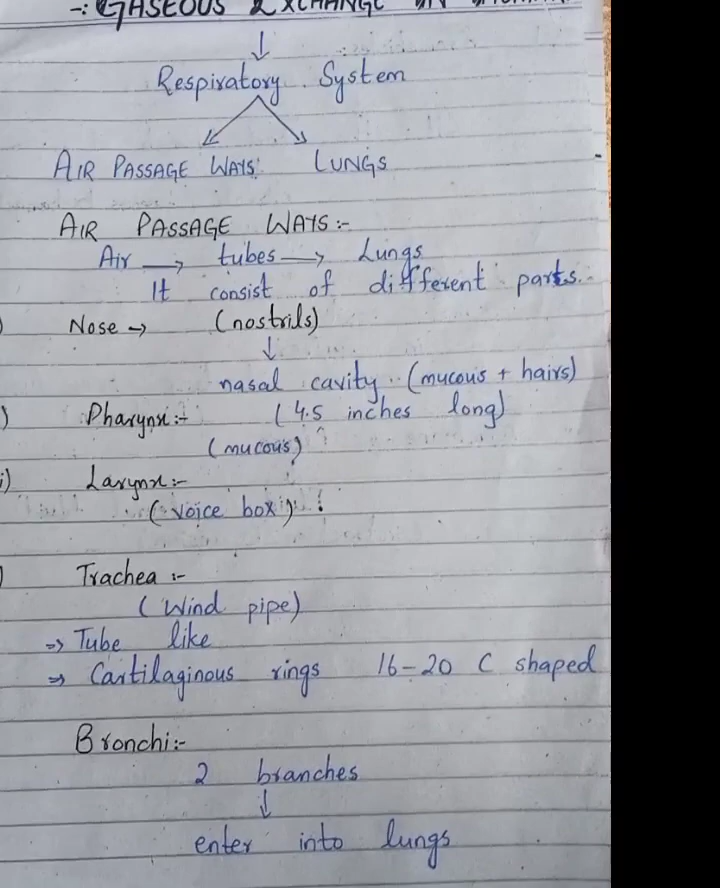 -: GASEOUS EXCHANGE IN
↓
Respiratory System
AIR PASSAGE WAYS LUNGS
AIR PASSAGE WAYS:-
Air → tubes → Lungs
It consist of different parts.
) Nose → (nostrils)
↓
nasal cavity (mucous + hairs)
) Pharynx:- (4.5 inches long)
(mucous)
i) Larynx:-
(voice box)
) Trachea :-
(Wind pipe)
⇒ Tube like
⇒ Cartilaginous rings 16-20 C shaped
Bronchi:-
2 branches
↓
enter into lungs